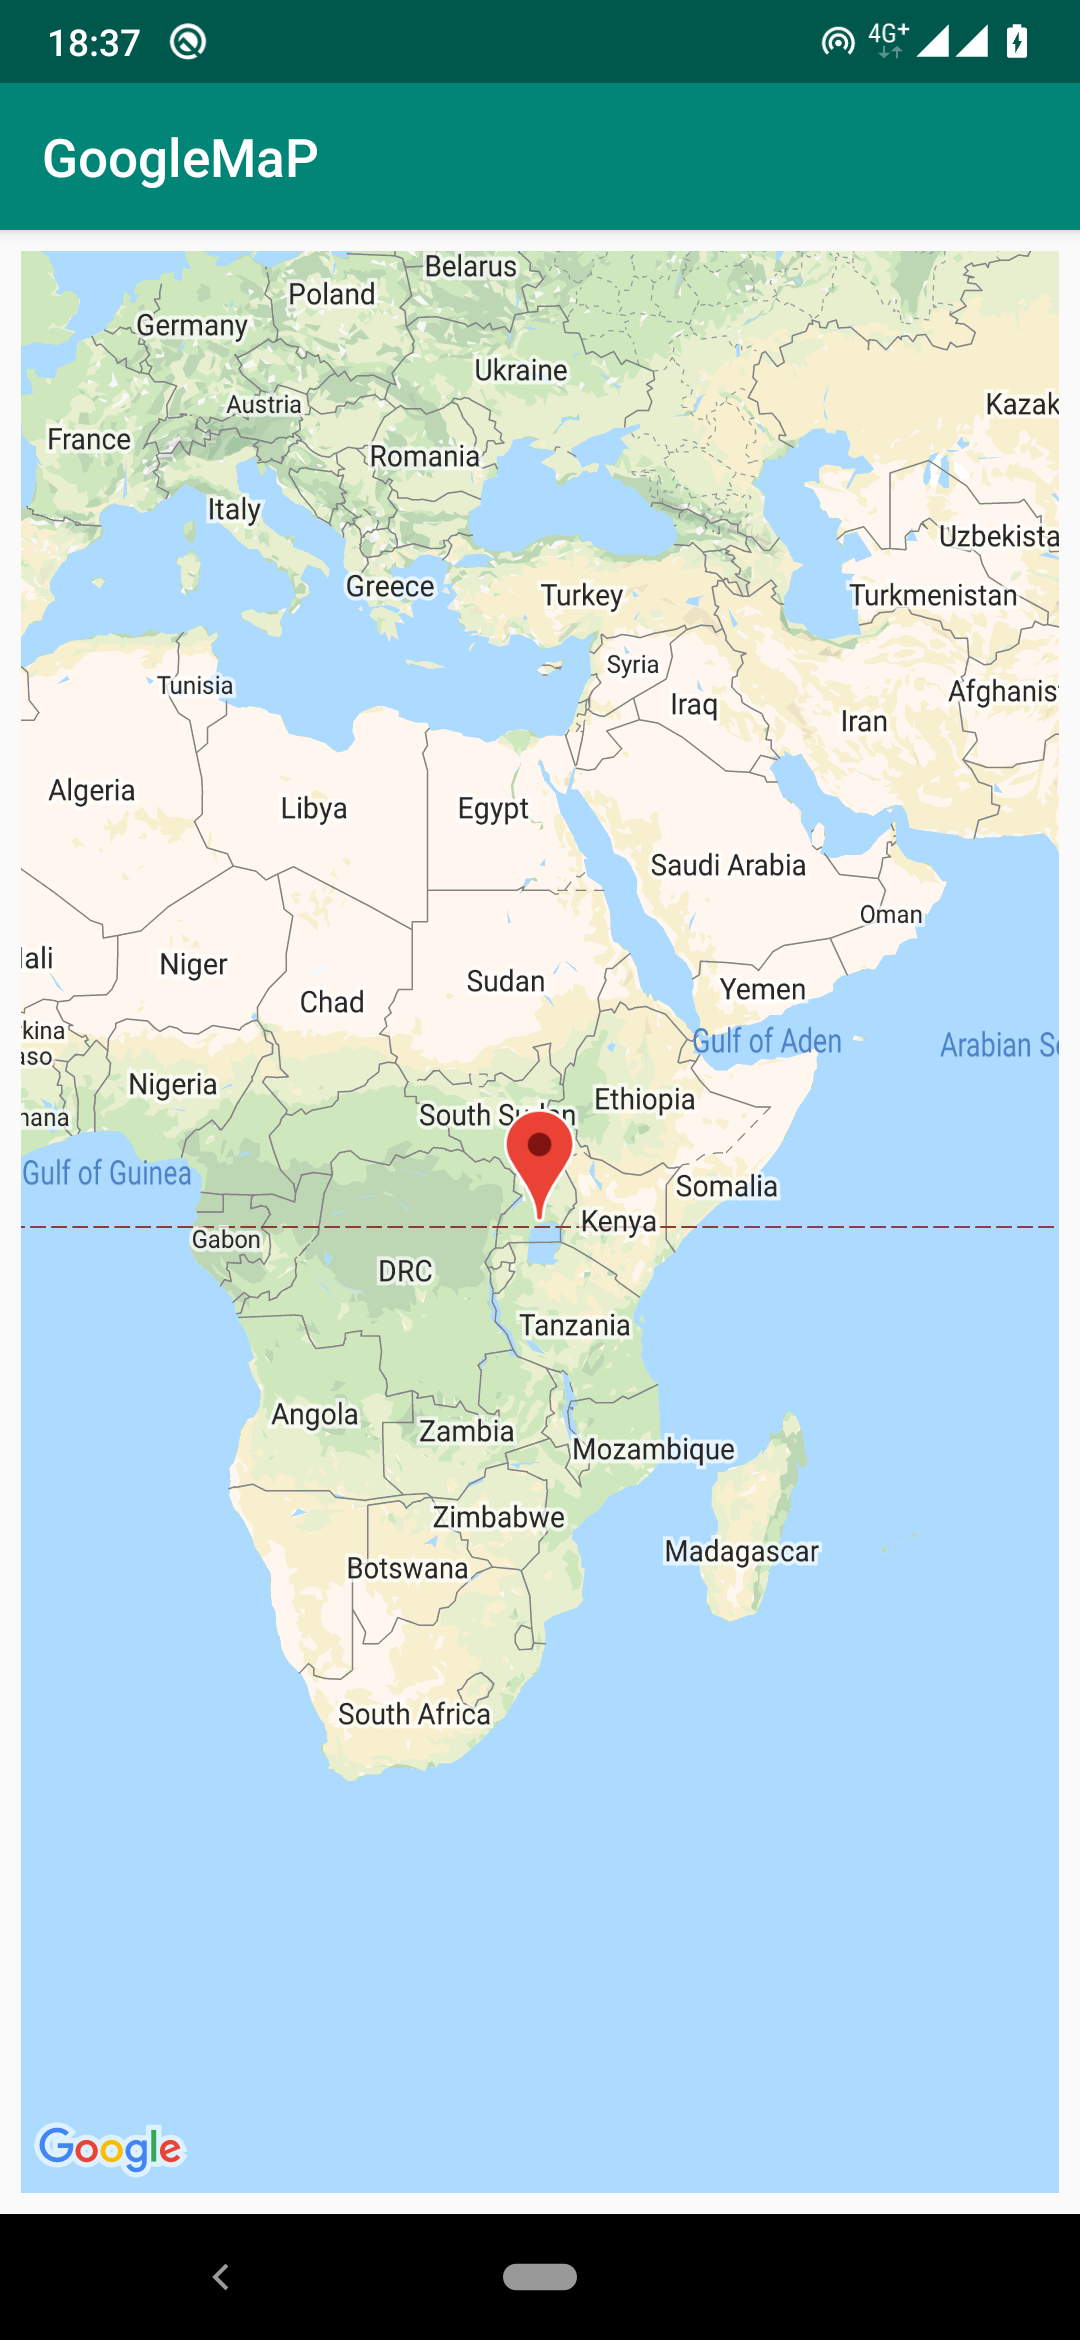 18:37
4G+
GoogleMaP
Belarus
Poland
Germany
Ukraine
Austria
Kazak
France
Romania
Italy
Uzbekista
Greece
Turkey
Turkmenistan
Syria
Tunisia
Afghanis
Iraq
Iran
Algeria
Libya
Egypt
Saudi Arabia
Oman
ali
Niger
Sudan
Yemen
Chad
kina
aso
Gulf of Aden
Arabian S
Nigeria
Ethiopia
South Sudan
ana
Gulf of Guinea
Somalia
Kenya
Gabon
DRC
Tanzania
Angola
Zambia
Mozambique
Zimbabwe
Madagascar
Botswana
South Africa
Google